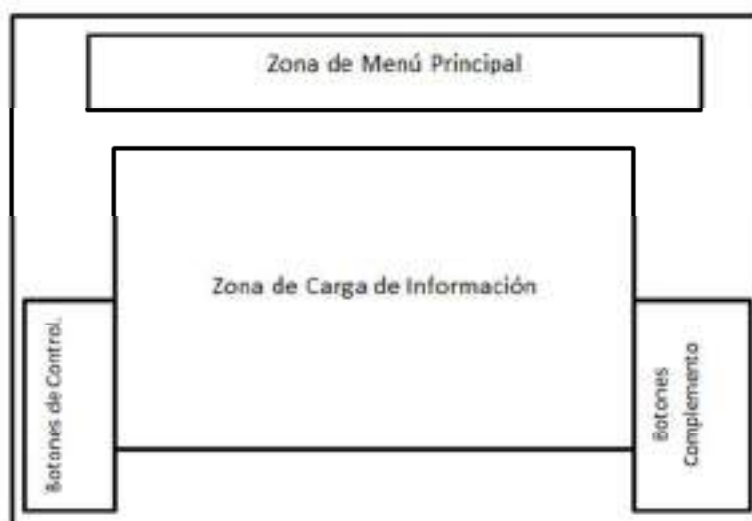 Zona de Menú Principal
Zona de Carga de Información
Botones de Control.
Botones
Complemento